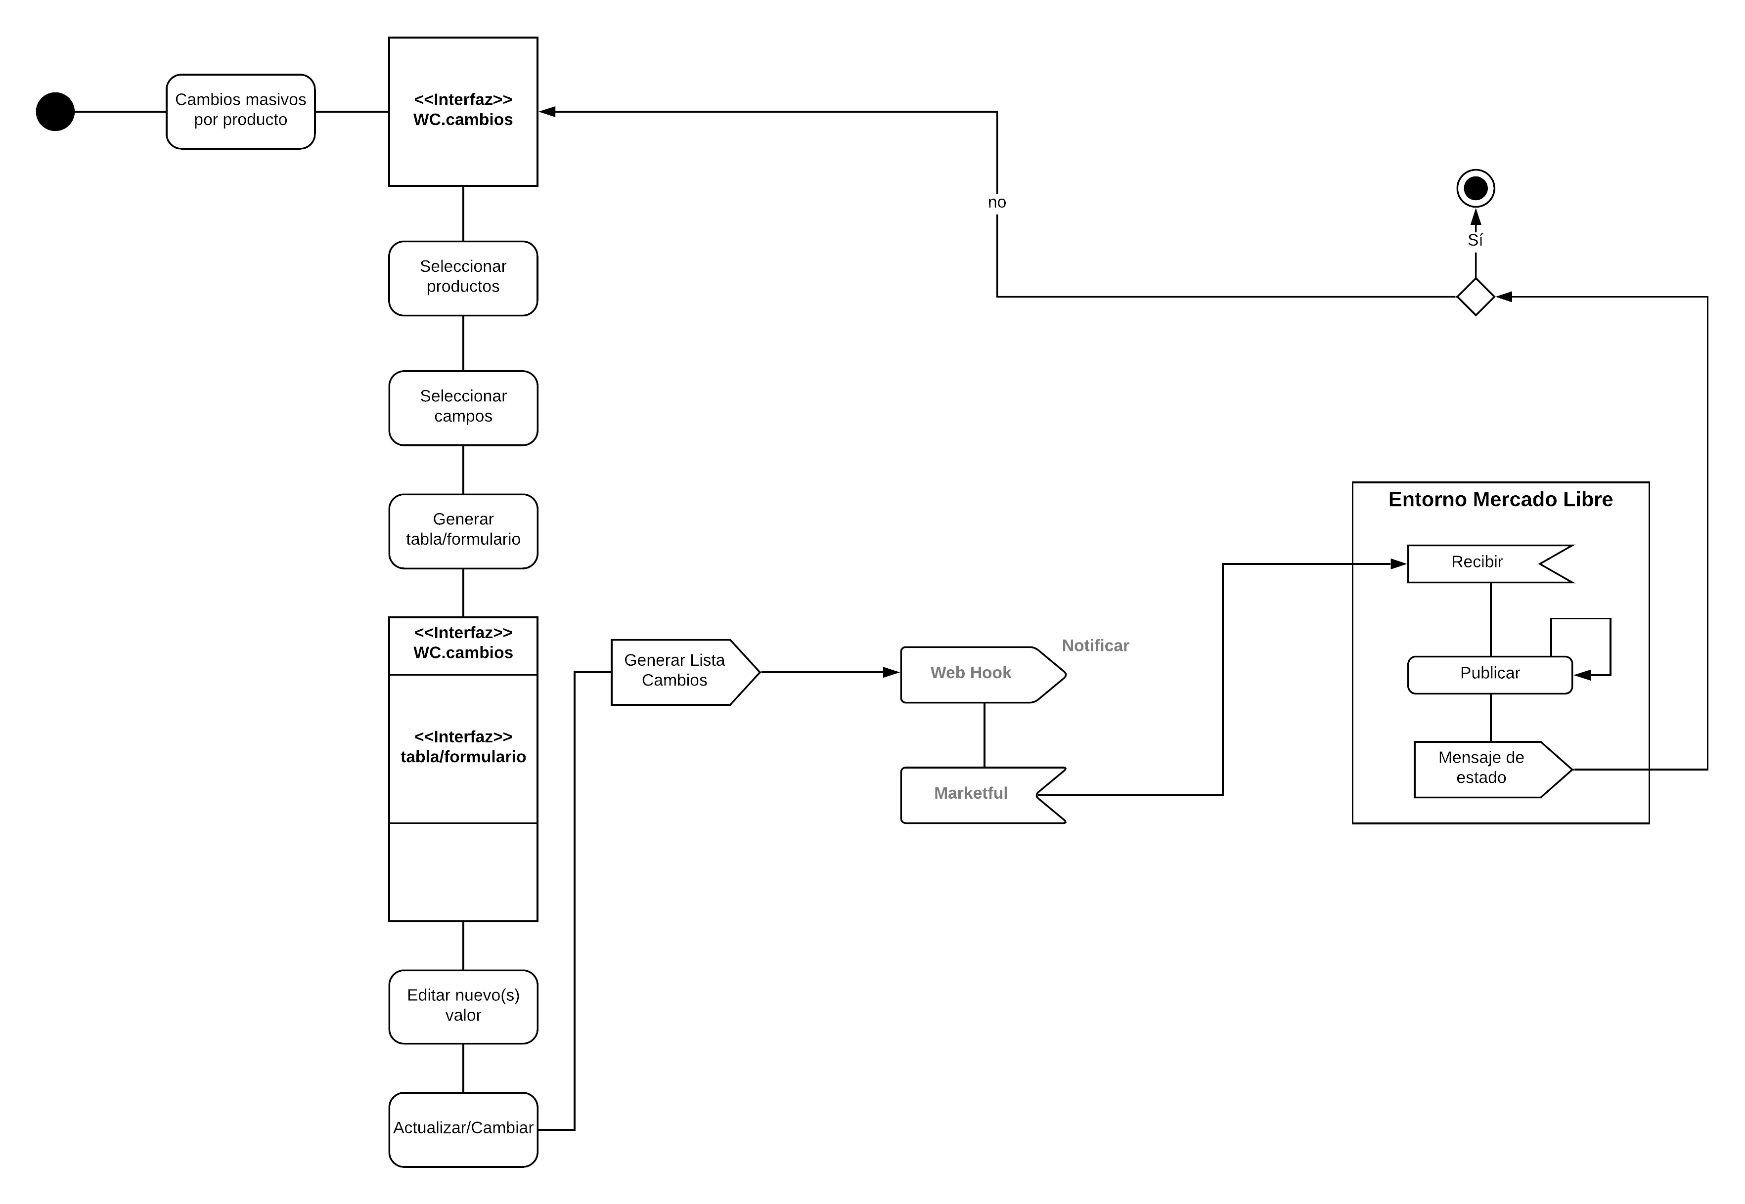 Cambios masivos
por producto
<<Interfaz>>
WC.cambios
no
Sí
Seleccionar
productos
Seleccionar
campos
Generar
tabla/formulario
<<Interfaz>>
WC.cambios
<<Interfaz>>
tabla/formulario
Editar nuevo(s)
valor
Actualizar/Cambiar
Generar Lista
Cambios
Notificar
Web Hook
Marketful
Entorno Mercado Libre
Recibir
Publicar
Mensaje de
estado